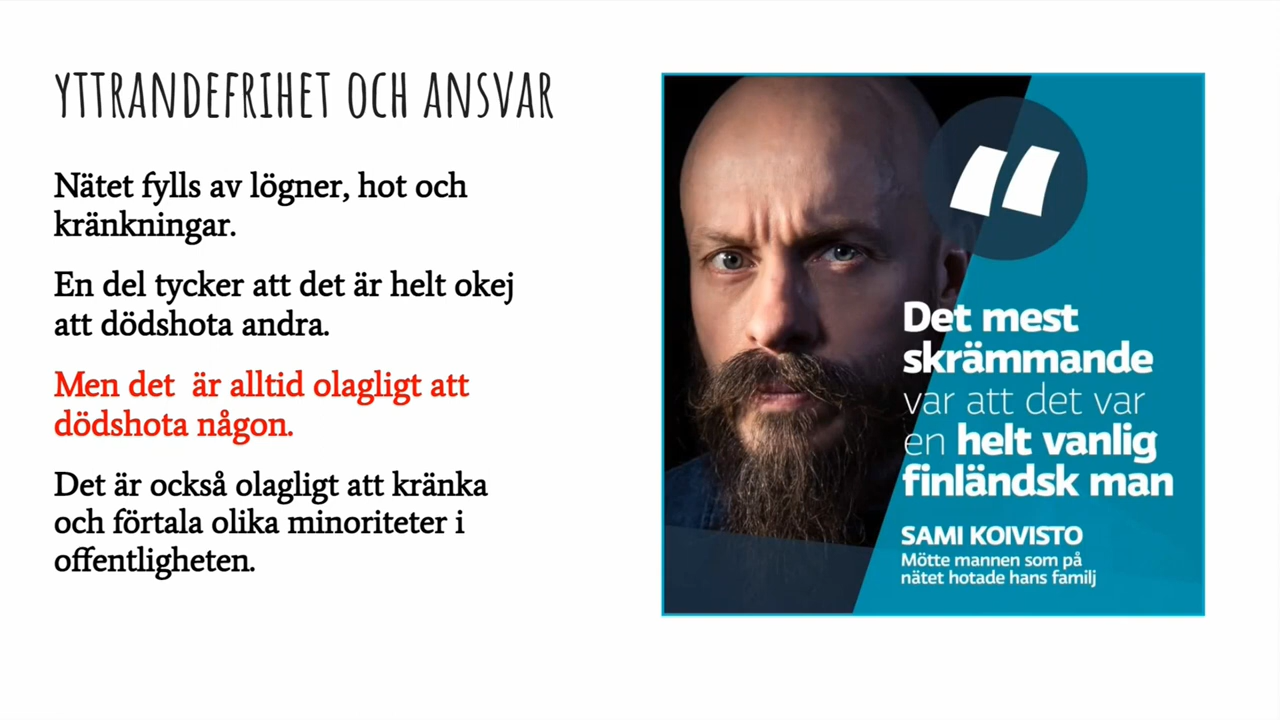 YTTRANDEFRIHET OCH ANSVAR
Nätet fylls av lögner, hot och
kränkningar.
En del tycker att det är helt okej
att dödshota andra.
Men det  är alltid olagligt att
dödshota någon.
Det är också olagligt att kränka
och förtala olika minoriteter i
offentligheten.
“
Det mest
skrämmande
var att det var
en helt vanlig
finländsk man
SAMI KOIVISTO
Mötte mannen som på
nätet hotade hans familj